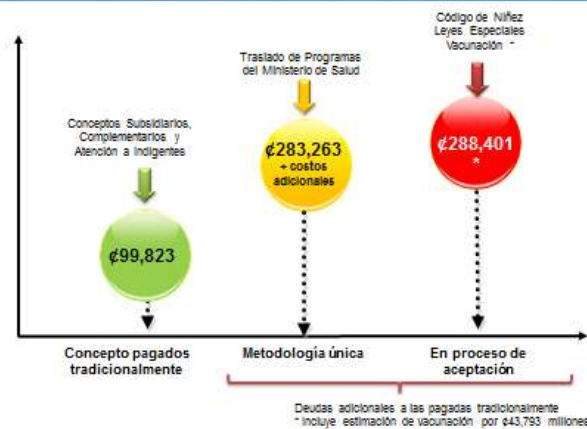 Código de Niñez
Leyes Especiales
Vacunación *
Traslado de Programas
del Ministerio de Salud
Conceptos Subsidiarios,
Complementarios y
Atención a Indigentes
¢288,401
*
¢283,263
+ costos
adicionales
¢99,823
Concepto pagados
tradicionalmente
Metodología única
En proceso de
aceptación
Deudas adicionales a las pagadas tradicionalmente
* Incluye estimación de vacunación por ¢43,793 millones